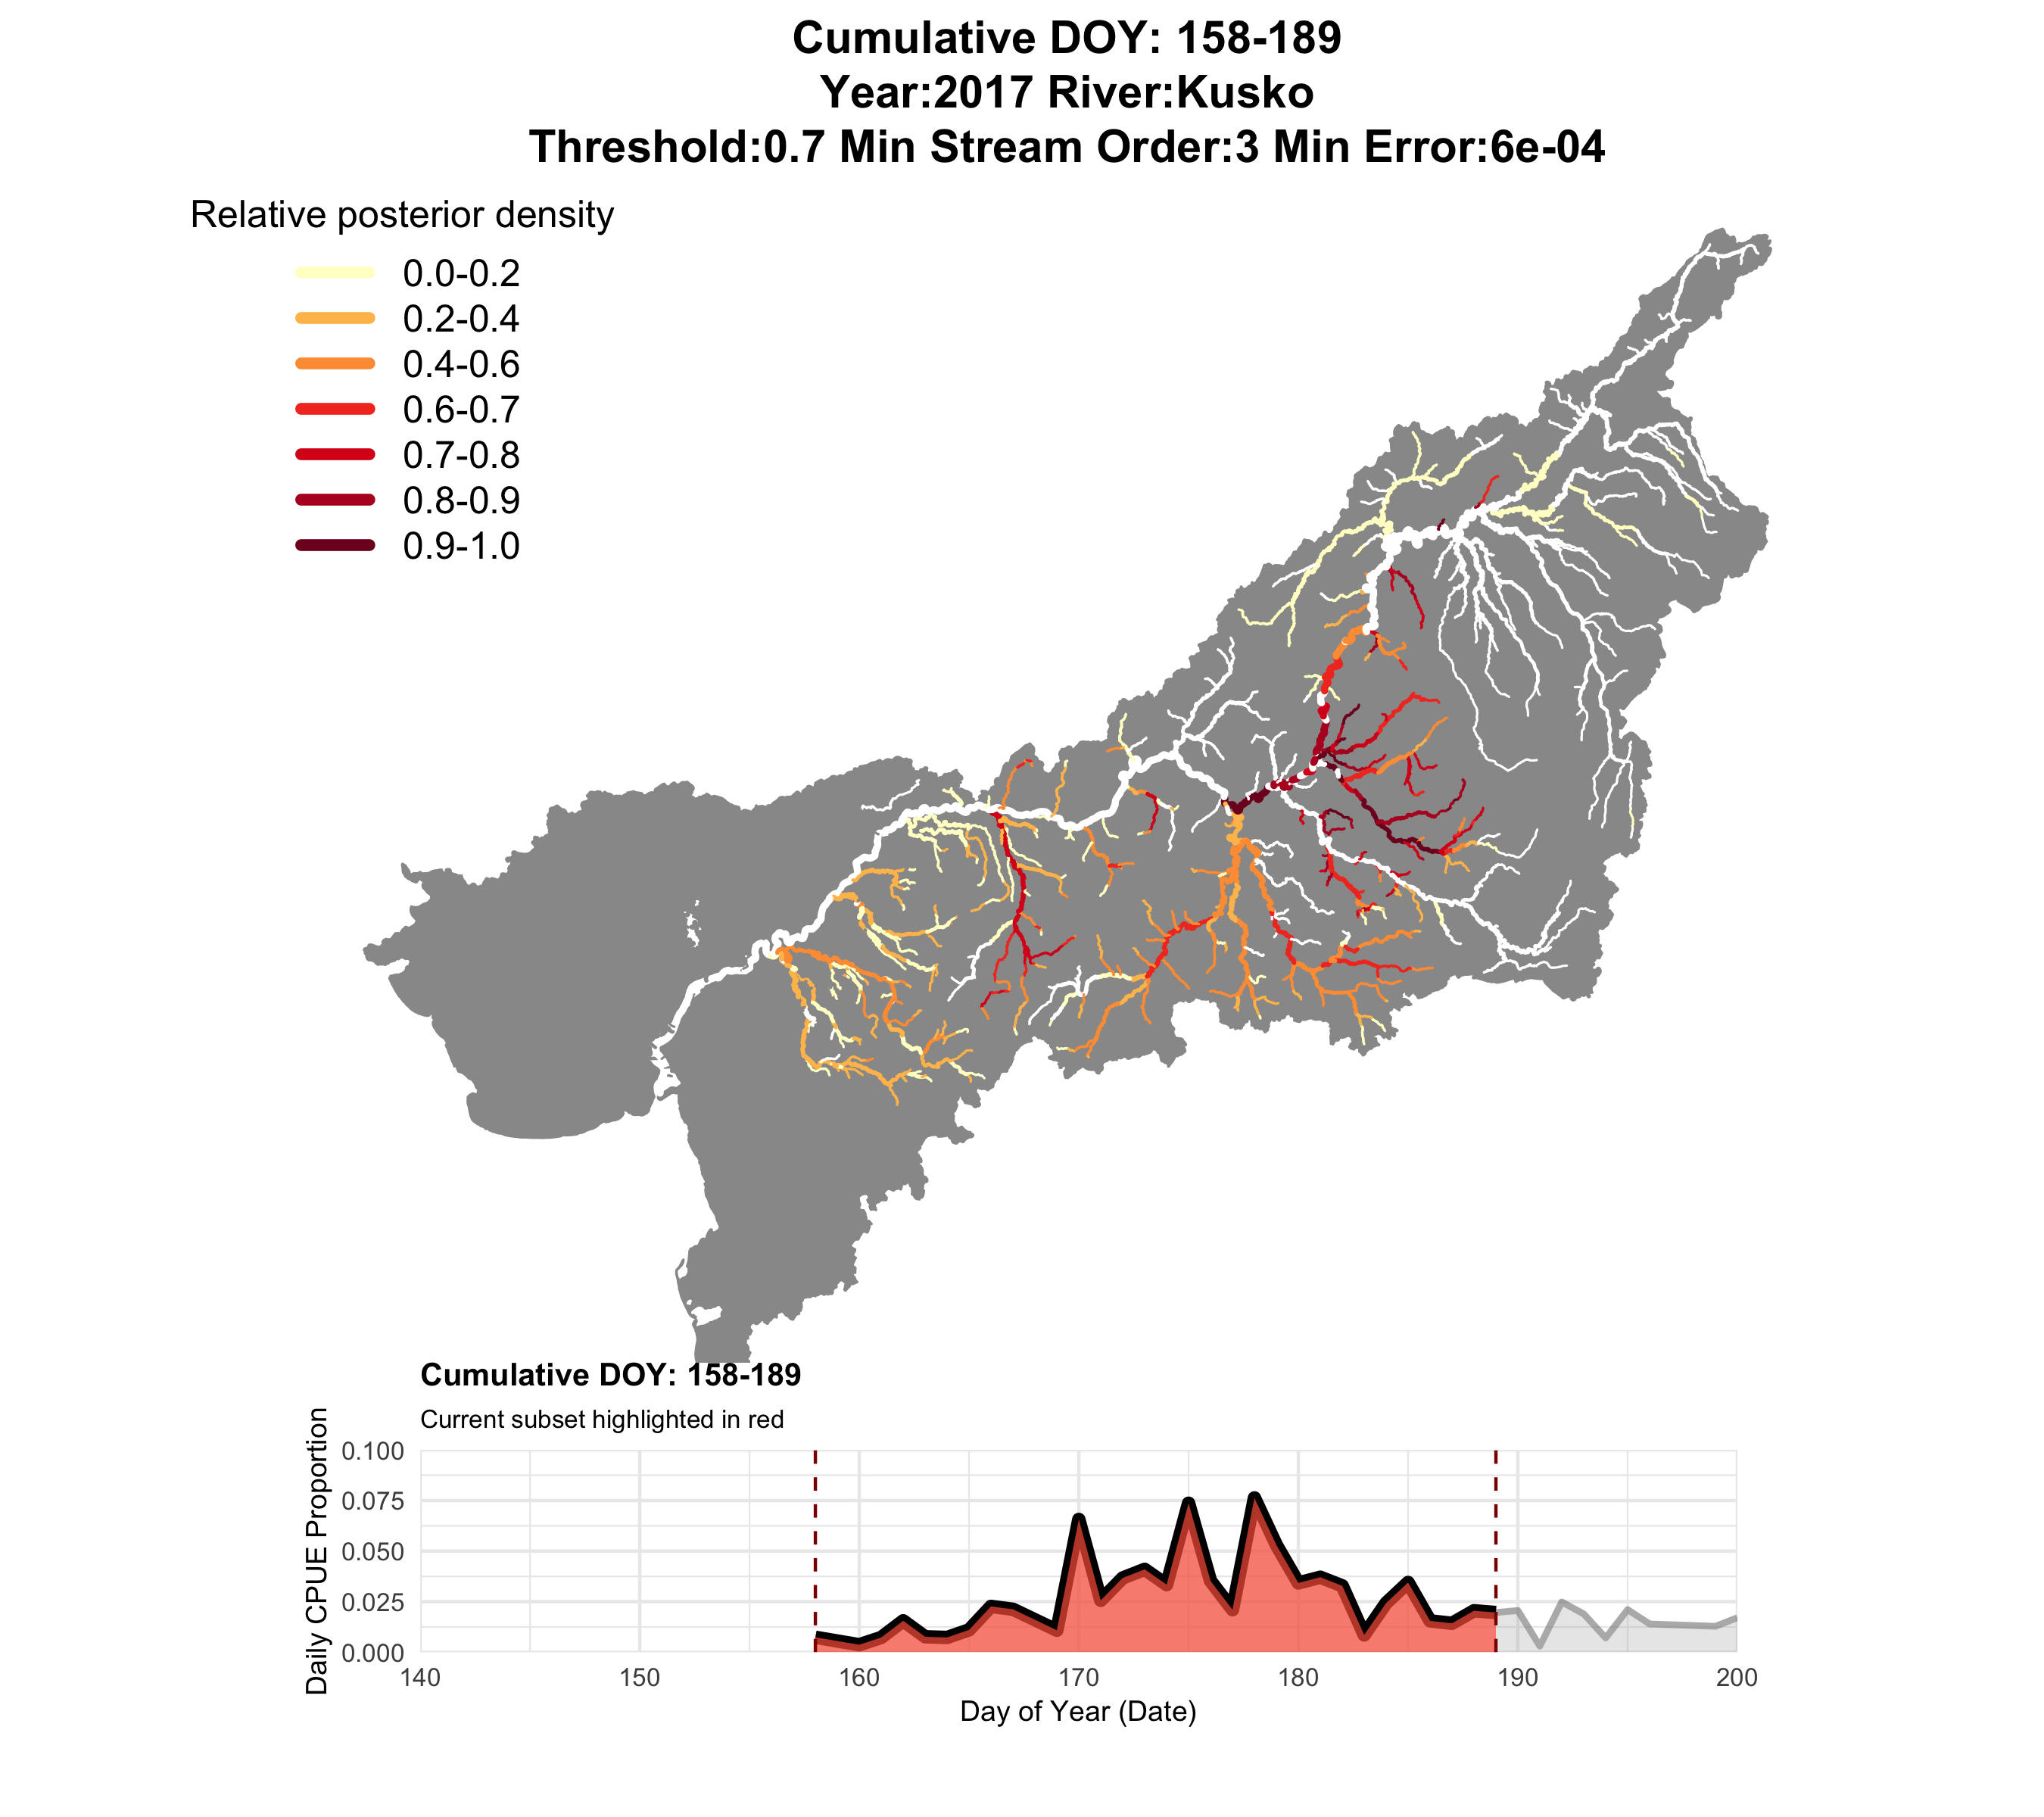 Cumulative DOY: 158-189
Year:2017 River:Kusko
Threshold:0.7 Min Stream Order:3 Min Error:6e-04
Relative posterior density
0.0-0.2
0.2-0.4
0.4-0.6
0.6-0.7
0.7-0.8
0.8-0.9
0.9-1.0
Cumulative DOY: 158-189
Current subset highlighted in red
Daily CPUE Proportion
0.100
0.075
0.050
0.025
0.000
140 150 160 170 180 190 200
Day of Year (Date)